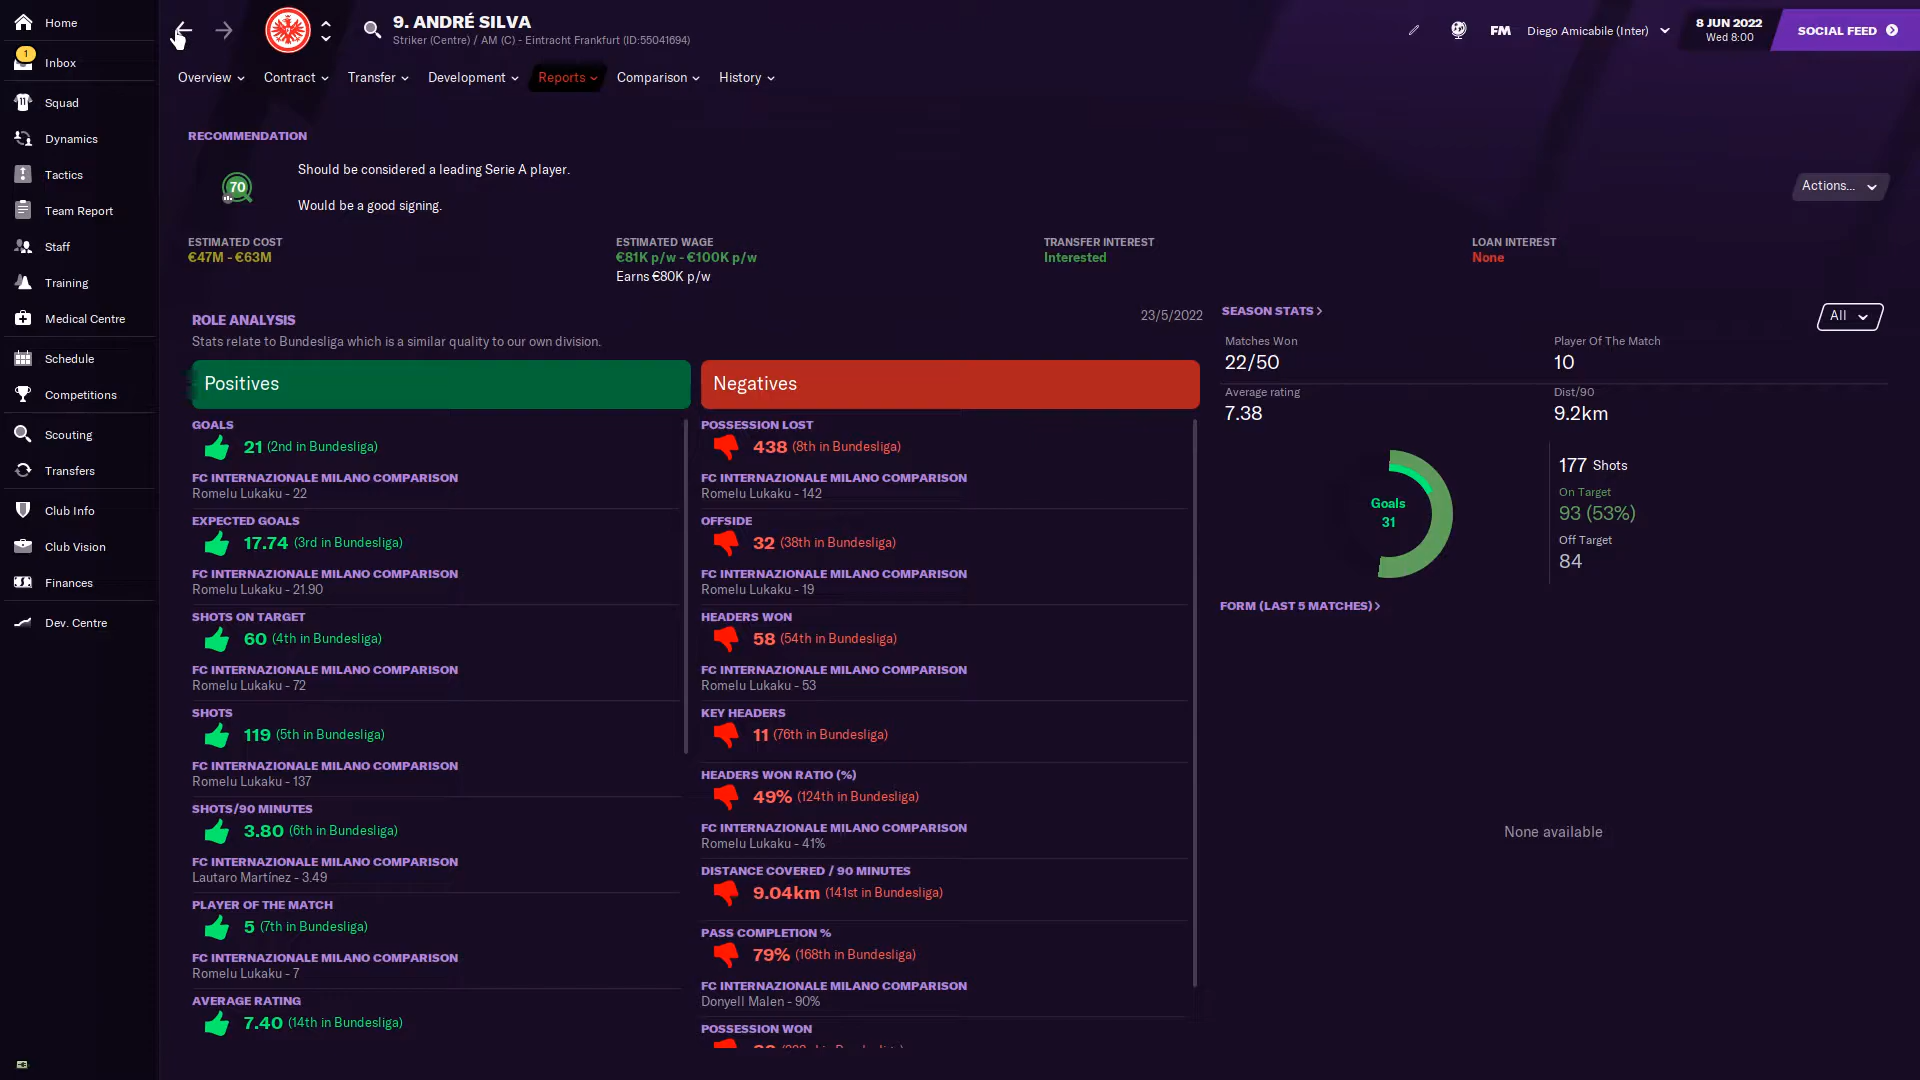 Home
1
Inbox
Squad
Dynamics
Tactics
Team Report
Staff
Training
Medical Centre
Schedule
Competitions
Scouting
Transfers
Club Info
Club Vision
Finances
Dev. Centre
9. ANDRÉ SILVA
Striker (Centre) / AM (C) - Eintracht Frankfurt (ID:55041694)
FM
Diego Amicabile (Inter)
8 JUN 2022
Wed 8:00
SOCIAL FEED
Overview
Contract
Transfer
Development
Reports
Comparison
History
RECOMMENDATION
70
Should be considered a leading Serie A player.
Would be a good signing.
Actions...
ESTIMATED COST
€47M - €63M
ESTIMATED WAGE
€81K p/w - €100K p/w
Earns €80K p/w
TRANSFER INTEREST
Interested
LOAN INTEREST
None
ROLE ANALYSIS
23/5/2022
Stats relate to Bundesliga which is a similar quality to our own division.
Positives
GOALS
21 (2nd in Bundesliga)
FC INTERNAZIONALE MILANO COMPARISON
Romelu Lukaku - 22
EXPECTED GOALS
17.74 (3rd in Bundesliga)
FC INTERNAZIONALE MILANO COMPARISON
Romelu Lukaku - 21.90
SHOTS ON TARGET
60 (4th in Bundesliga)
FC INTERNAZIONALE MILANO COMPARISON
Romelu Lukaku - 72
SHOTS
119 (5th in Bundesliga)
FC INTERNAZIONALE MILANO COMPARISON
Romelu Lukaku - 137
SHOTS/90 MINUTES
3.80 (6th in Bundesliga)
FC INTERNAZIONALE MILANO COMPARISON
Lautaro Martínez - 3.49
PLAYER OF THE MATCH
5 (7th in Bundesliga)
FC INTERNAZIONALE MILANO COMPARISON
Romelu Lukaku - 7
AVERAGE RATING
7.40 (14th in Bundesliga)
Negatives
POSSESSION LOST
438 (8th in Bundesliga)
FC INTERNAZIONALE MILANO COMPARISON
Romelu Lukaku - 142
OFFSIDE
32 (38th in Bundesliga)
FC INTERNAZIONALE MILANO COMPARISON
Romelu Lukaku - 19
HEADERS WON
58 (54th in Bundesliga)
FC INTERNAZIONALE MILANO COMPARISON
Romelu Lukaku - 53
KEY HEADERS
11 (76th in Bundesliga)
HEADERS WON RATIO (%)
49% (124th in Bundesliga)
FC INTERNAZIONALE MILANO COMPARISON
Romelu Lukaku - 41%
DISTANCE COVERED / 90 MINUTES
9.04km (141st in Bundesliga)
PASS COMPLETION %
79% (168th in Bundesliga)
FC INTERNAZIONALE MILANO COMPARISON
Donyell Malen - 90%
POSSESSION WON
SEASON STATS
All
Matches Won
22/50
Player Of The Match
10
Average rating
7.38
Dist/90
9.2km
Goals
31
177 Shots
On Target
93 (53%)
Off Target
84
FORM (LAST 5 MATCHES)
None available